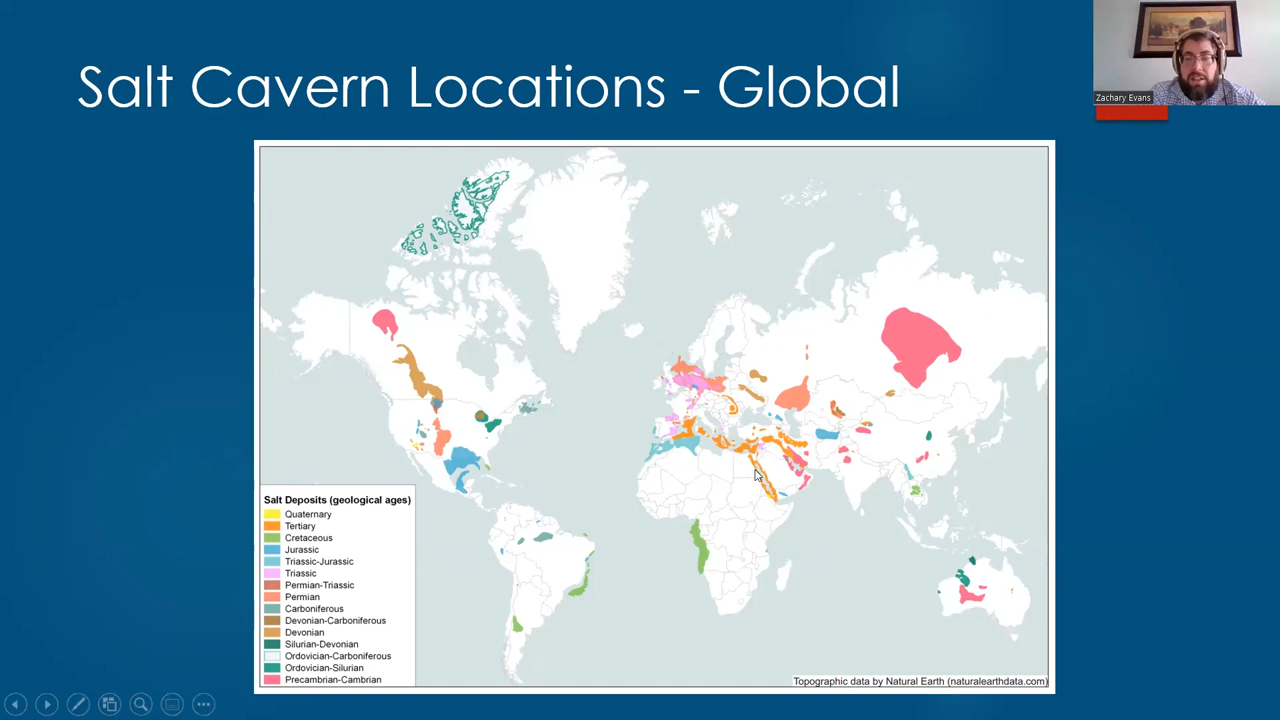 Salt Cavern Locations - Global
Zachary Evans
Salt Deposits (geological ages)
Quaternary
Tertiary
Cretaceous
Jurassic
Triassic-Jurassic
Triassic
Permian-Triassic
Permian
Carboniferous
Devonian-Carboniferous
Devonian
Silurian-Devonian
Ordovician-Carboniferous
Ordovician-Silurian
Precambrian-Cambrian
Topographic data by Natural Earth (naturalearthdata.com)